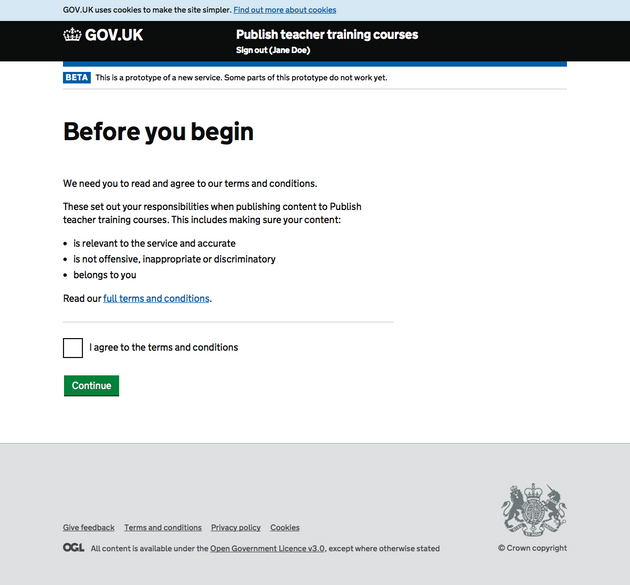 GOV.UK uses cookies to make the site simpler. Find out more about cookies
GOV.UK
Publish teacher training courses
Sign out (Jane Doe)
BETA This is a prototype of a new service. Some parts of this prototype do not work yet.
Before you begin
We need you to read and agree to our terms and conditions.
These set out your responsibilities when publishing content to Publish
teacher training courses. This includes making sure your content:
• is relevant to the service and accurate
• is not offensive, inappropriate or discriminatory
• belongs to you
Read our full terms and conditions.
I agree to the terms and conditions
Continue
Give feedback Terms and conditions Privacy policy Cookies
OGL All content is available under the Open Government Licence v3.0, except where otherwise stated
© Crown copyright